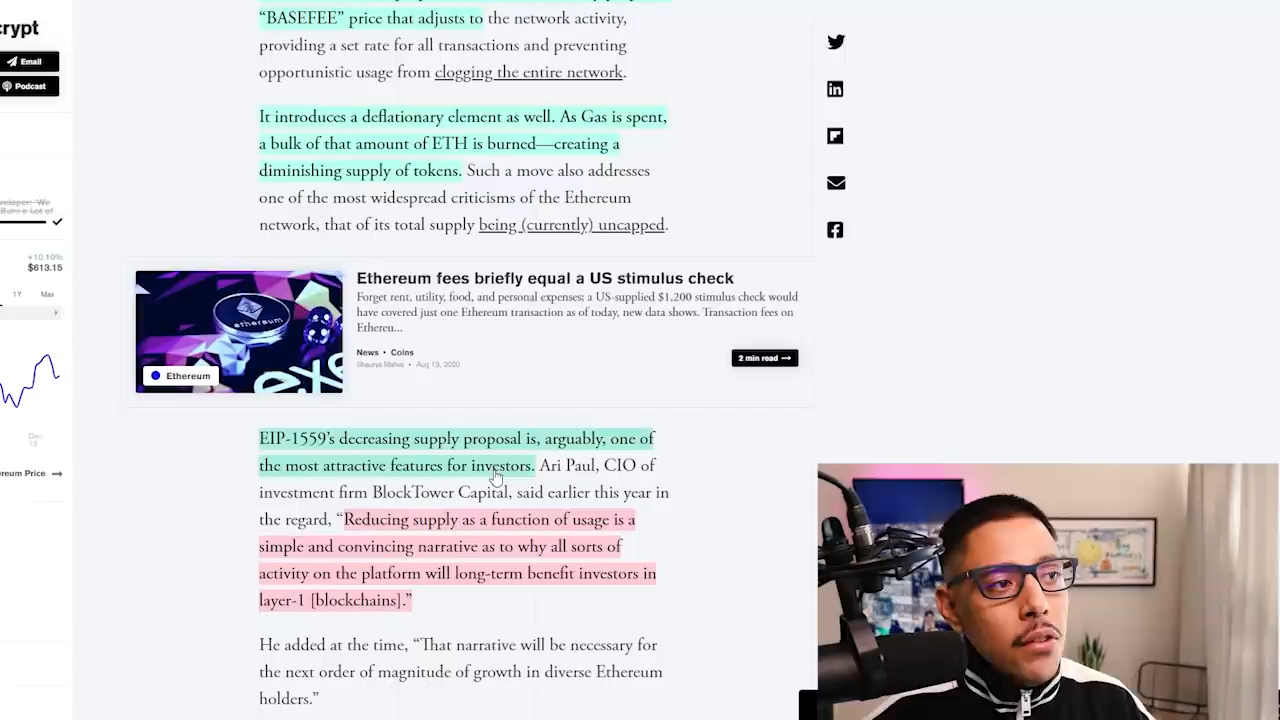 crypt
Email
Podcast
eveloper: 'We
Burn a Lot of
+10.10%
$613.15
1Y Max
Dec
13
ereum Price →
"BASEFEE" price that adjusts to the network activity,
providing a set rate for all transactions and preventing
opportunistic usage from clogging the entire network.
It introduces a deflationary element as well. As Gas is spent,
a bulk of that amount of ETH is burned—creating a
diminishing supply of tokens. Such a move also addresses
one of the most widespread criticisms of the Ethereum
network, that of its total supply being (currently) uncapped.
ethereum
Ethereum
Ethereum fees briefly equal a US stimulus check
Forget rent, utility, food, and personal expenses: a US-supplied $1,200 stimulus check would
have covered just one Ethereum transaction as of today, new data shows. Transaction fees on
Ethereu...
News • Coins
Shaurya Malwa • Aug 13, 2020
2 min read →
EIP-1559's decreasing supply proposal is, arguably, one of
the most attractive features for investors. Ari Paul, CIO of
investment firm BlockTower Capital, said earlier this year in
the regard, "Reducing supply as a function of usage is a
simple and convincing narrative as to why all sorts of
activity on the platform will long-term benefit investors in
layer-1 [blockchains]."
He added at the time, "That narrative will be necessary for
the next order of magnitude of growth in diverse Ethereum
holders."